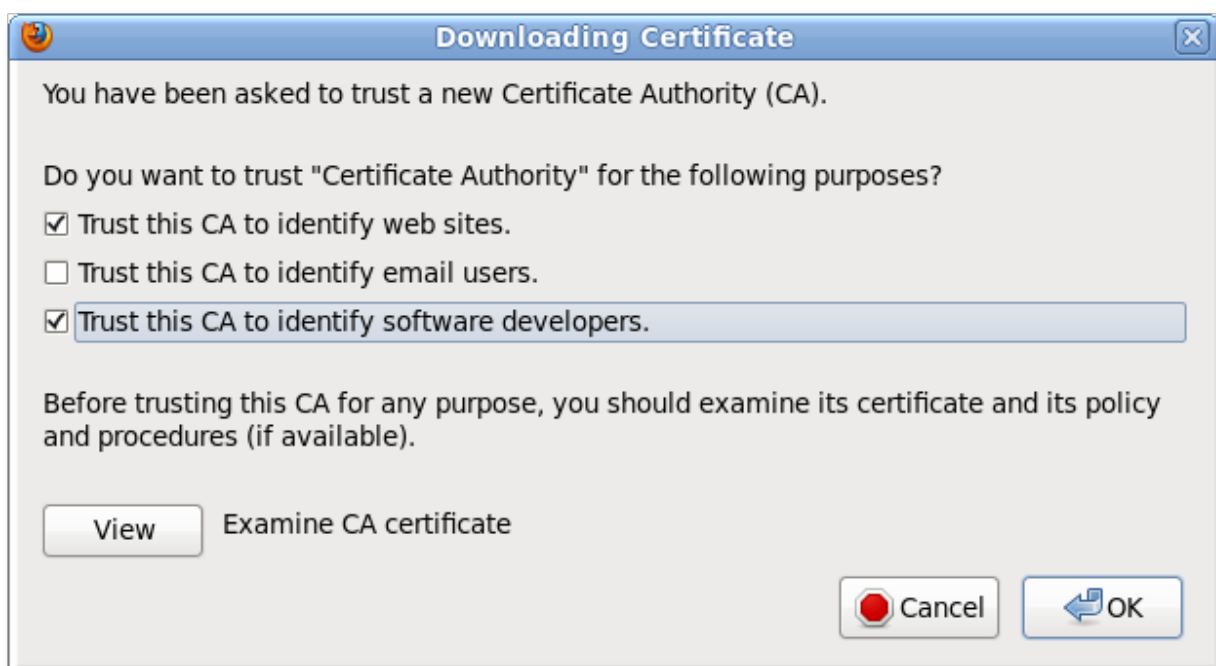 Downloading Certificate
You have been asked to trust a new Certificate Authority (CA).
Do you want to trust "Certificate Authority" for the following purposes?
Trust this CA to identify web sites.
Trust this CA to identify email users.
Trust this CA to identify software developers.
Before trusting this CA for any purpose, you should examine its certificate and its policy
and procedures (if available).
View
Examine CA certificate
Cancel
OK